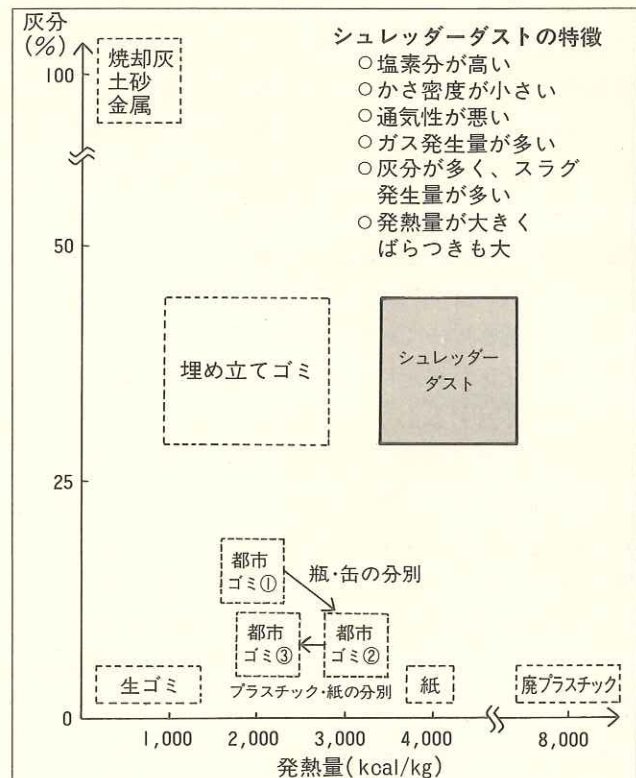 灰分
(%)
100
50
25
0
焼却灰
土砂
金属
シュレッダーダストの特徴
○塩素分が高い
○かさ密度が小さい
○通気性が悪い
○ガス発生量が多い
○灰分が多く、スラグ
発生量が多い
○発熱量が大きく
ばらつきも大
埋め立てゴミ
シュレッダー
ダスト
都市
ゴミ①
瓶・缶の分別
都市
ゴミ③
都市
ゴミ②
プラスチック・紙の分別
生ゴミ
紙
廃プラスチック
1,000
2,000
3,000
4,000
8,000
発熱量(kcal/kg)